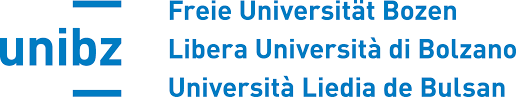 unibz
Freie Universität Bozen
Libera Università di Bolzano
Università Liedia de Bulsan